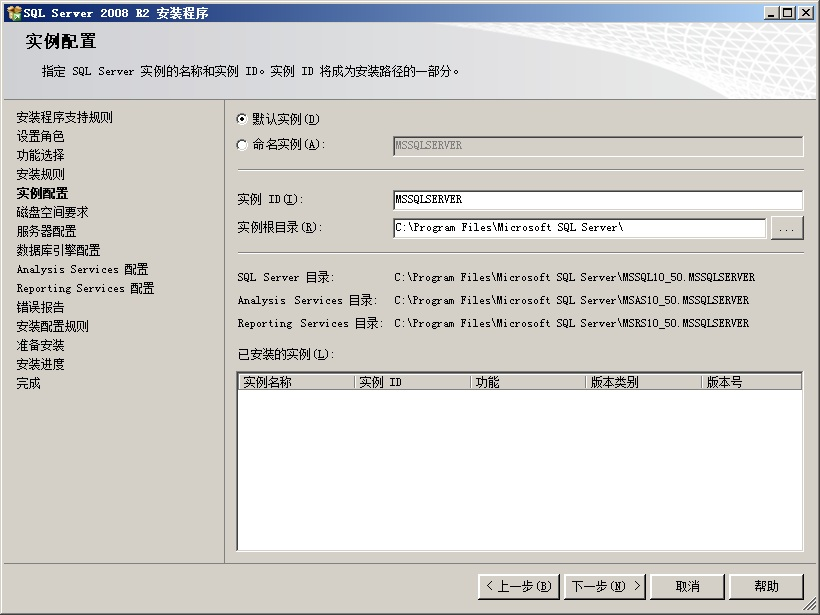 SQL Server 2008 R2 安装程序
实例配置
指定 SQL Server 实例的名称和实例 ID。实例 ID 将成为安装路径的一部分。
安装程序支持规则
设置角色
功能选择
安装规则
实例配置
磁盘空间要求
服务器配置
数据库引擎配置
Analysis Services 配置
Reporting Services 配置
错误报告
安装配置规则
准备安装
安装进度
完成
默认实例(D)
命名实例(A): MSSQLSERVER
实例 ID(I): MSSQLSERVER
实例根目录(R): C:\Program Files\Microsoft SQL Server\ ...
SQL Server 目录: C:\Program Files\Microsoft SQL Server\MSSQL10_50.MSSQLSERVER
Analysis Services 目录: C:\Program Files\Microsoft SQL Server\MSAS10_50.MSSQLSERVER
Reporting Services 目录: C:\Program Files\Microsoft SQL Server\MSRS10_50.MSSQLSERVER
已安装的实例(L):
实例名称 实例 ID 功能 版本类别 版本号
< 上一步(B) 下一步(N) > 取消 帮助